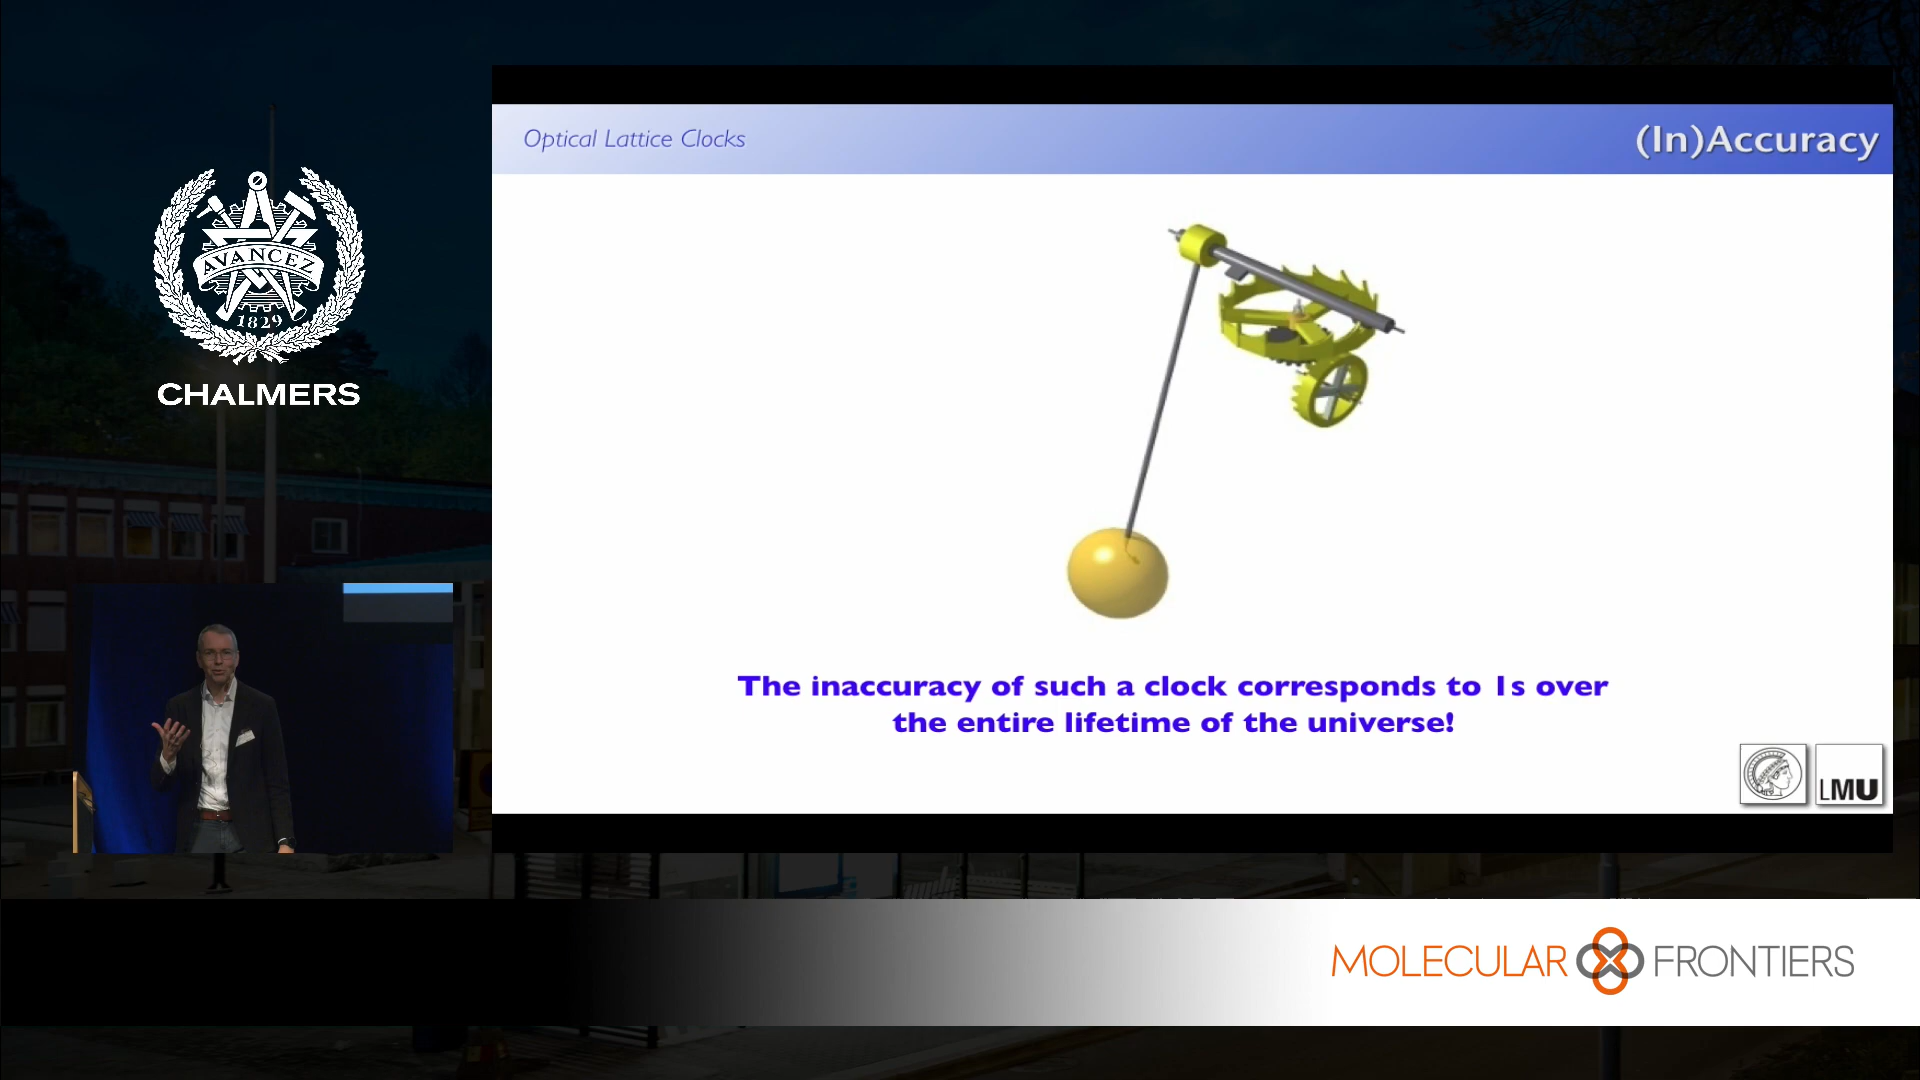 AVANCEZ
1829
CHALMERS
Optical Lattice Clocks
(In)Accuracy
The inaccuracy of such a clock corresponds to 1s over
the entire lifetime of the universe!
LMU
MOLECULAR FRONTIERS